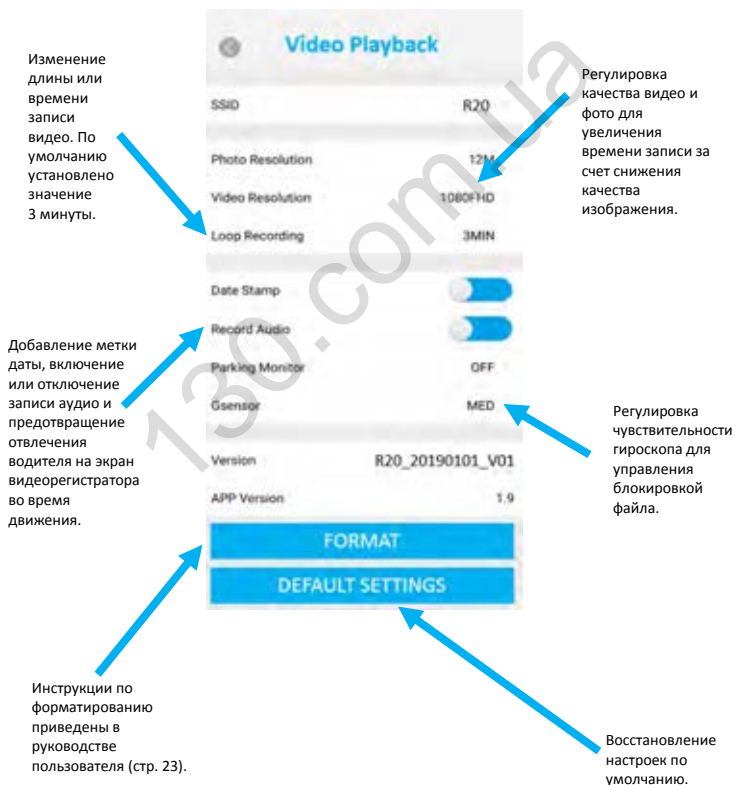 Video Playback
SSID R20
Photo Resolution 12M
Video Resolution 1080FHD
Loop Recording 3MIN
Date Stamp
Record Audio
Parking Monitor OFF
Gsensor MED
Version R20_20190101_V01
APP Version 1.9
FORMAT
DEFAULT SETTINGS
Изменение
длины или
времени
записи
видео. По
умолчанию
установлено
значение
3 минуты.
Регулировка
качества видео и
фото для
увеличения
времени записи за
счет снижения
качества
изображения.
Добавление метки
даты, включение
или отключение
записи аудио и
предотвращение
отвлечения
водителя на экран
видеорегистратора
во время
движения.
Регулировка
чувствительности
гироскопа для
управления
блокировкой
файла.
Инструкции по
форматированию
приведены в
руководстве
пользователя (стр. 23).
Восстановление
настроек по
умолчанию.
130.com.ua